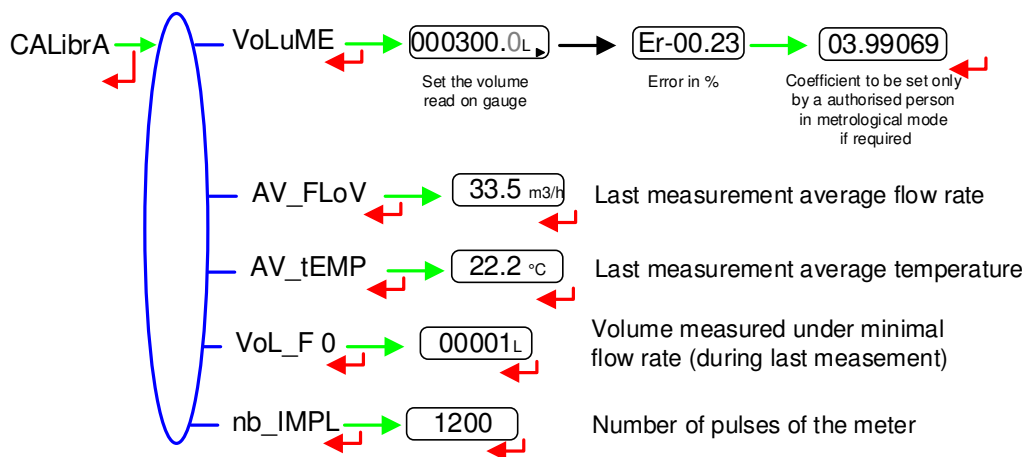 CALibrA
VoLuME
000300.0L
Er-00.23
03.99069
Set the volume
read on gauge
Error in %
Coefficient to be set only
by a authorised person
in metrological mode
if required
AV_FLoV
33.5 m3/h
Last measurement average flow rate
AV_tEMP
22.2 °C
Last measurement average temperature
VoL_F 0
00001L
Volume measured under minimal
flow rate (during last measement)
nb_IMPL
1200
Number of pulses of the meter